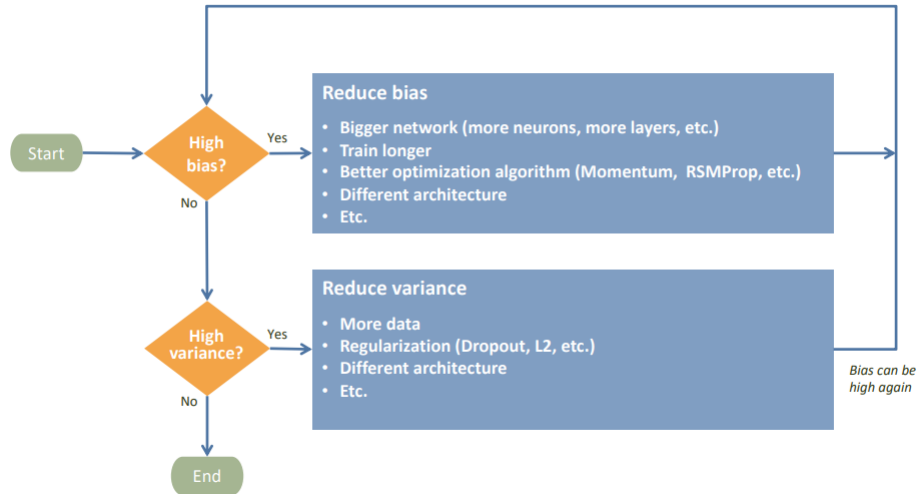 Start
High
bias?
Yes
No
Reduce bias
• Bigger network (more neurons, more layers, etc.)
• Train longer
• Better optimization algorithm (Momentum, RSMProp, etc.)
• Different architecture
• Etc.
High
variance?
Yes
No
Reduce variance
• More data
• Regularization (Dropout, L2, etc.)
• Different architecture
• Etc.
Bias can be
high again
End